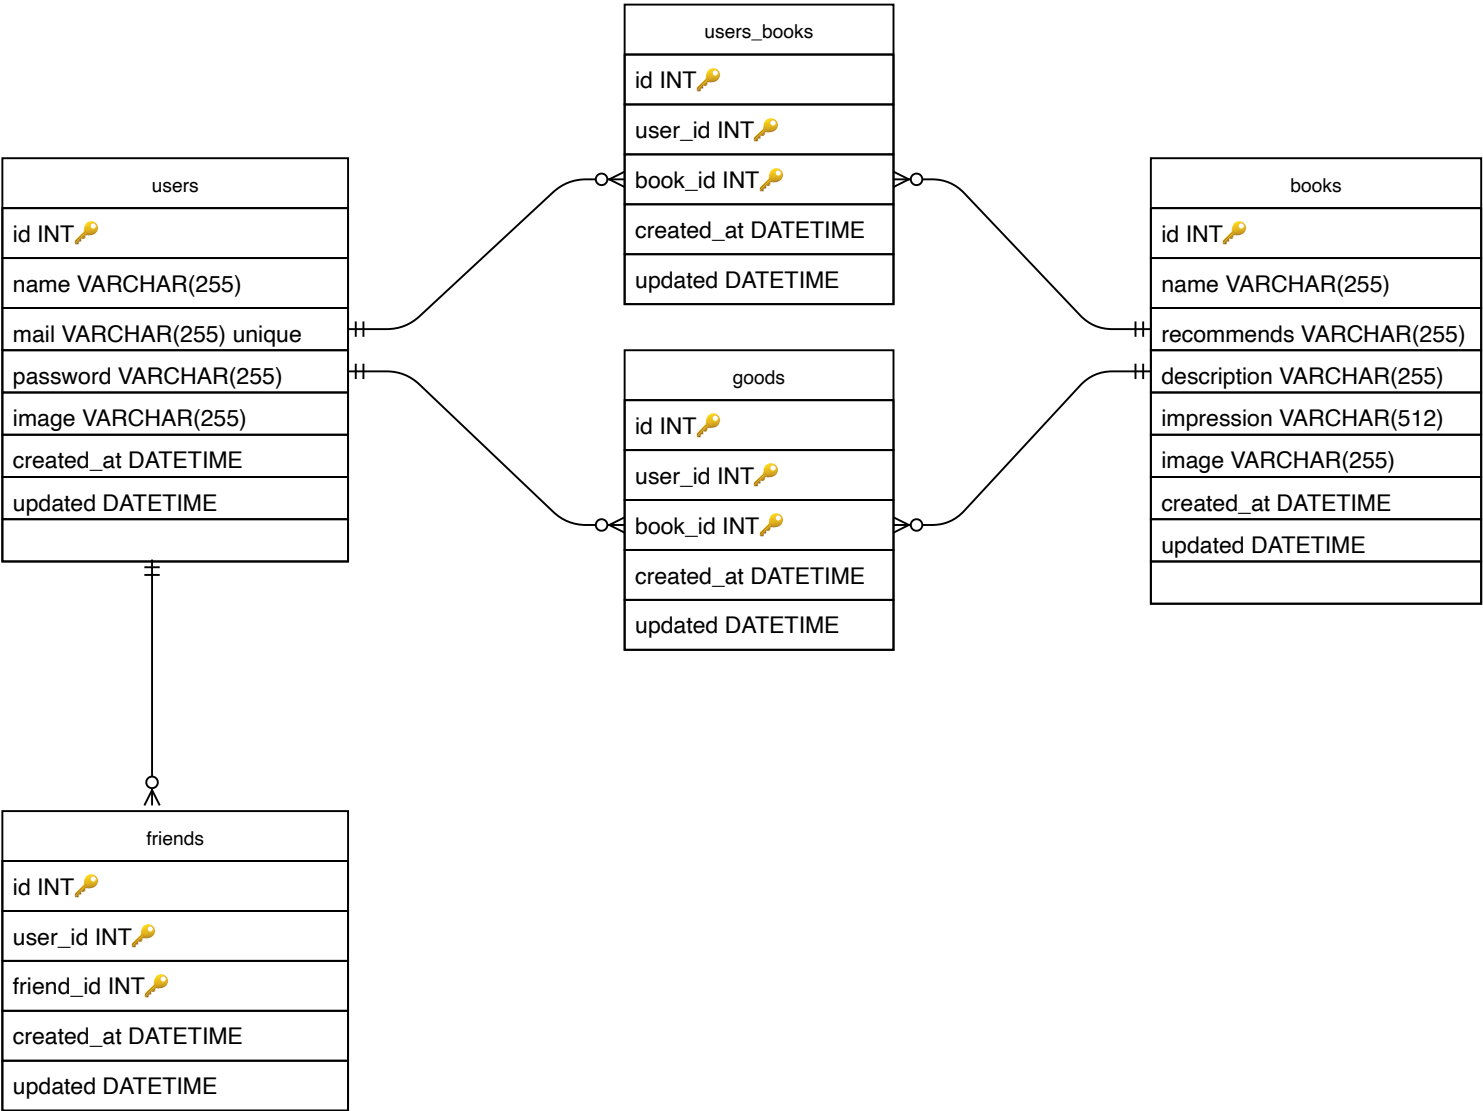 users_books
id INT🔑
user_id INT🔑
book_id INT🔑
created_at DATETIME
updated DATETIME
users
id INT🔑
name VARCHAR(255)
mail VARCHAR(255) unique
password VARCHAR(255)
image VARCHAR(255)
created_at DATETIME
updated DATETIME
books
id INT🔑
name VARCHAR(255)
recommends VARCHAR(255)
description VARCHAR(255)
impression VARCHAR(512)
image VARCHAR(255)
created_at DATETIME
updated DATETIME
goods
id INT🔑
user_id INT🔑
book_id INT🔑
created_at DATETIME
updated DATETIME
friends
id INT🔑
user_id INT🔑
friend_id INT🔑
created_at DATETIME
updated DATETIME